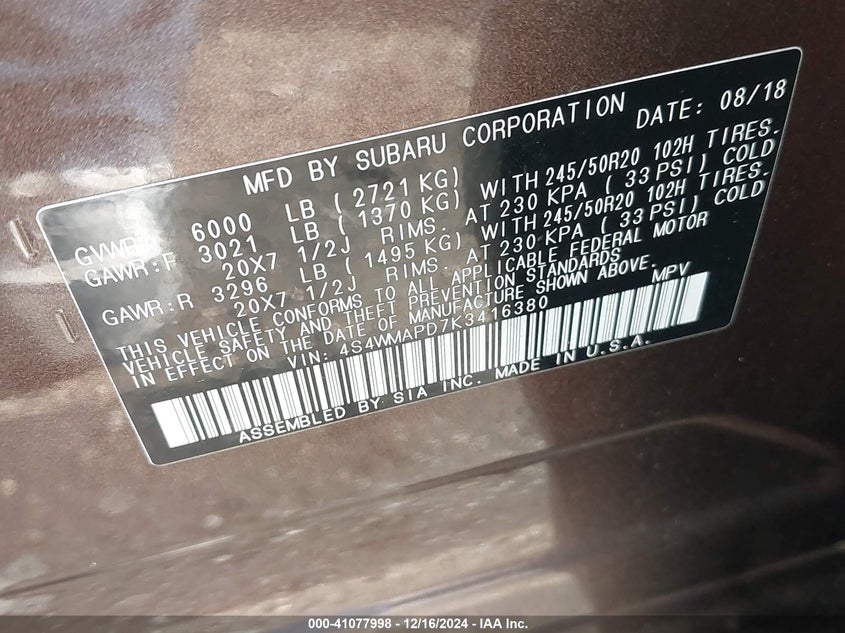 MFD BY SUBARU CORPORATION DATE: 08/18
GVWR: 6000 LB ( 2721 KG)
GAWR:F 3021 LB ( 1370 KG) WITH 245/50R20 102H TIRES.
20X7 1/2J RIMS. AT 230 KPA ( 33 PSI) COLD
GAWR:R 3296 LB ( 1495 KG) WITH 245/50R20 102H TIRES.
20X7 1/2J RIMS. AT 230 KPA ( 33 PSI) COLD
THIS VEHICLE CONFORMS TO ALL APPLICABLE FEDERAL MOTOR
VEHICLE SAFETY AND THEFT PREVENTION STANDARDS
IN EFFECT ON THE DATE OF MANUFACTURE SHOWN ABOVE.
VIN: 4S4WMAPD7K3416380 MPV
ASSEMBLED BY SIA INC. MADE IN U.S.A.
000-41077998 - 12/16/2024 - IAA Inc.